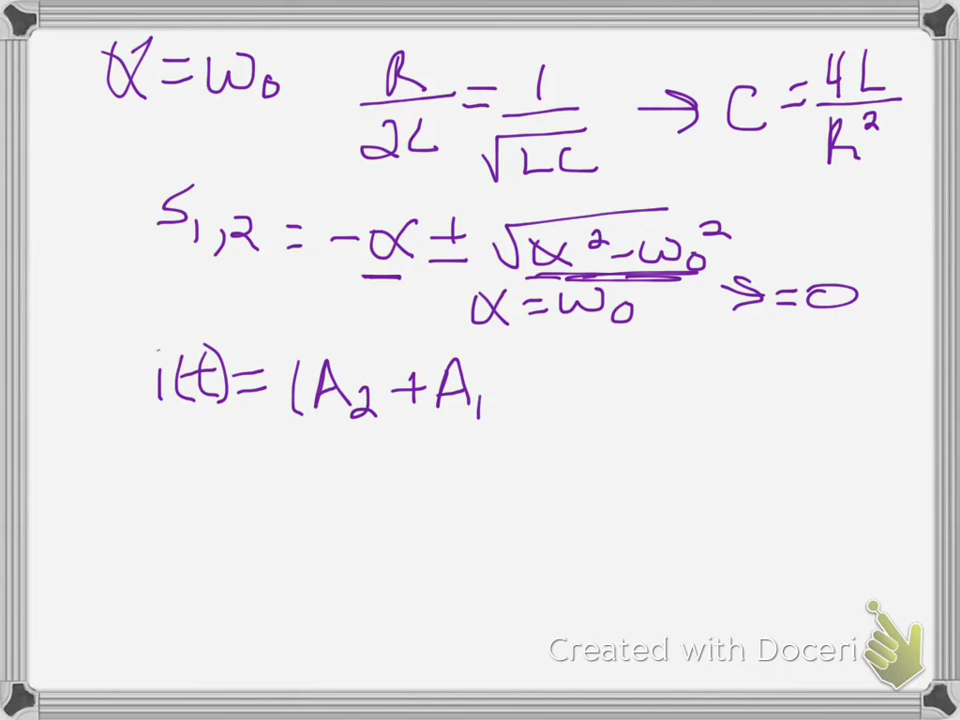 α = ω₀   R/2L = 1/√LC → C = 4L/R²
S₁,₂ = -α ± √α² - ω₀²
α = ω₀ → = 0
i(t) = (A₂ + A₁
Created with Doceri